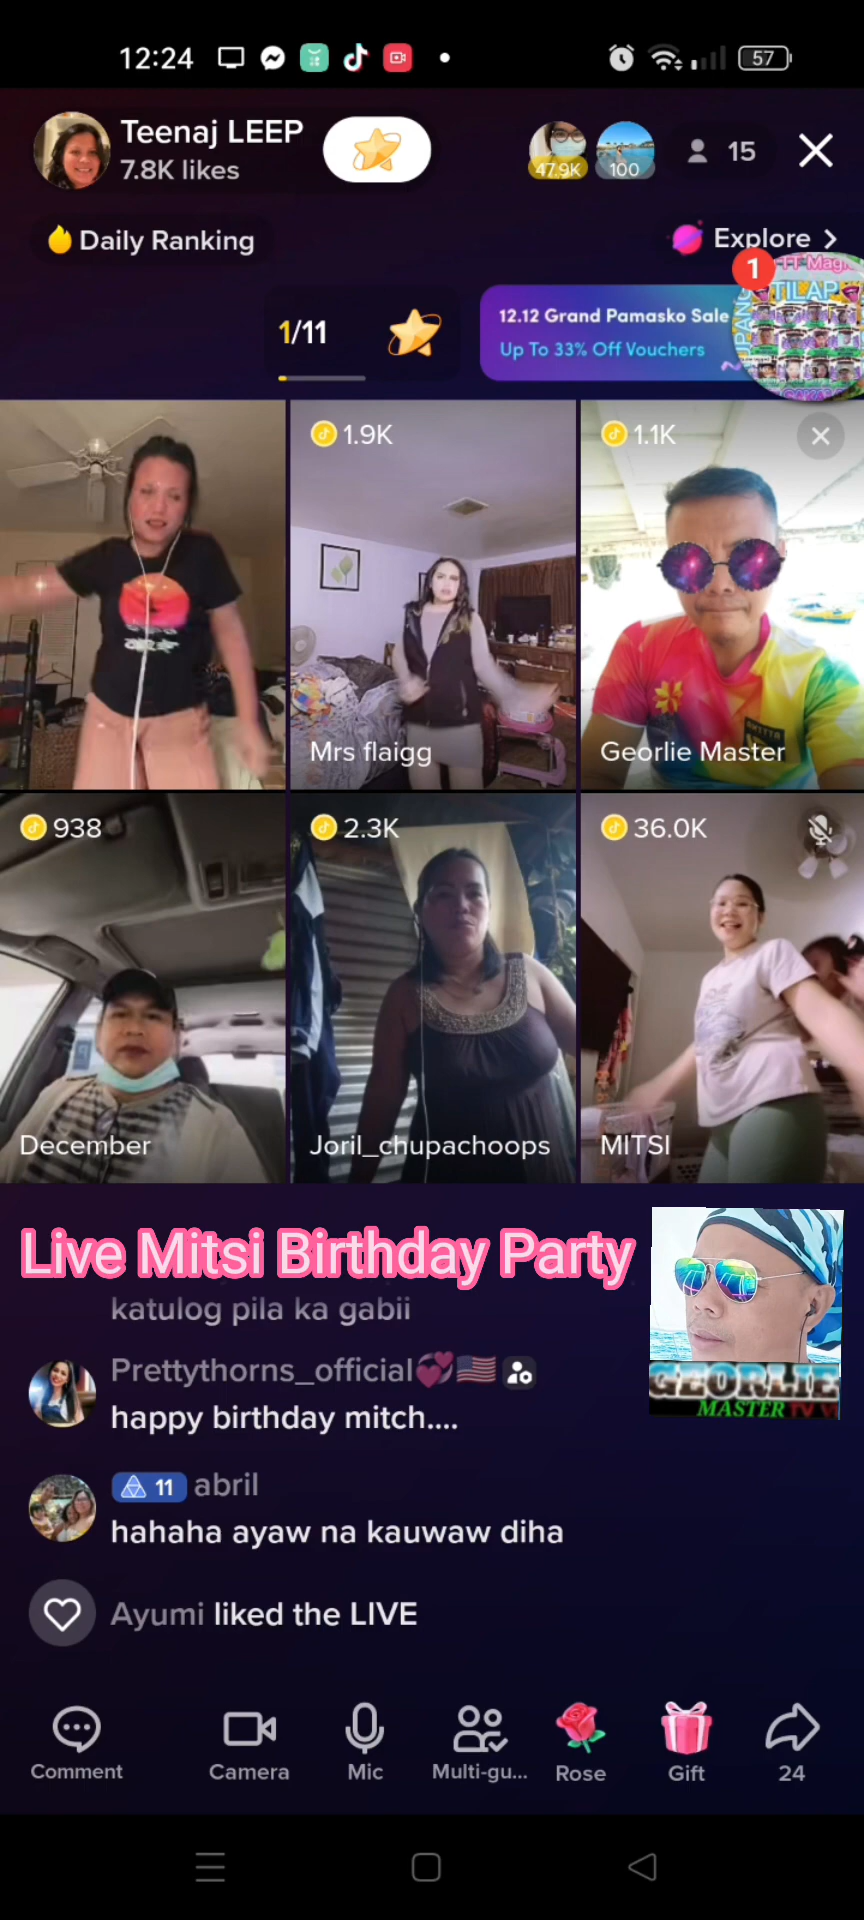 12:24
57
Teenaj LEEP
7.8K likes
47.9K
100
15
Daily Ranking
Explore
1
TILAP
1/11
12.12 Grand Pamasko Sale
Up To 33% Off Vouchers
1.9K
1.1K
Mrs flaigg
Georlie Master
938
2.3K
36.0K
December
Joril_chupachoops
MITSI
Live Mitsi Birthday Party
katulog pila ka gabii
GEORLIE
MASTER TV
Prettythorns_official
happy birthday mitch....
11 abril
hahaha ayaw na kauwaw diha
Ayumi liked the LIVE
Comment
Camera
Mic
Multi-gu...
Rose
Gift
24